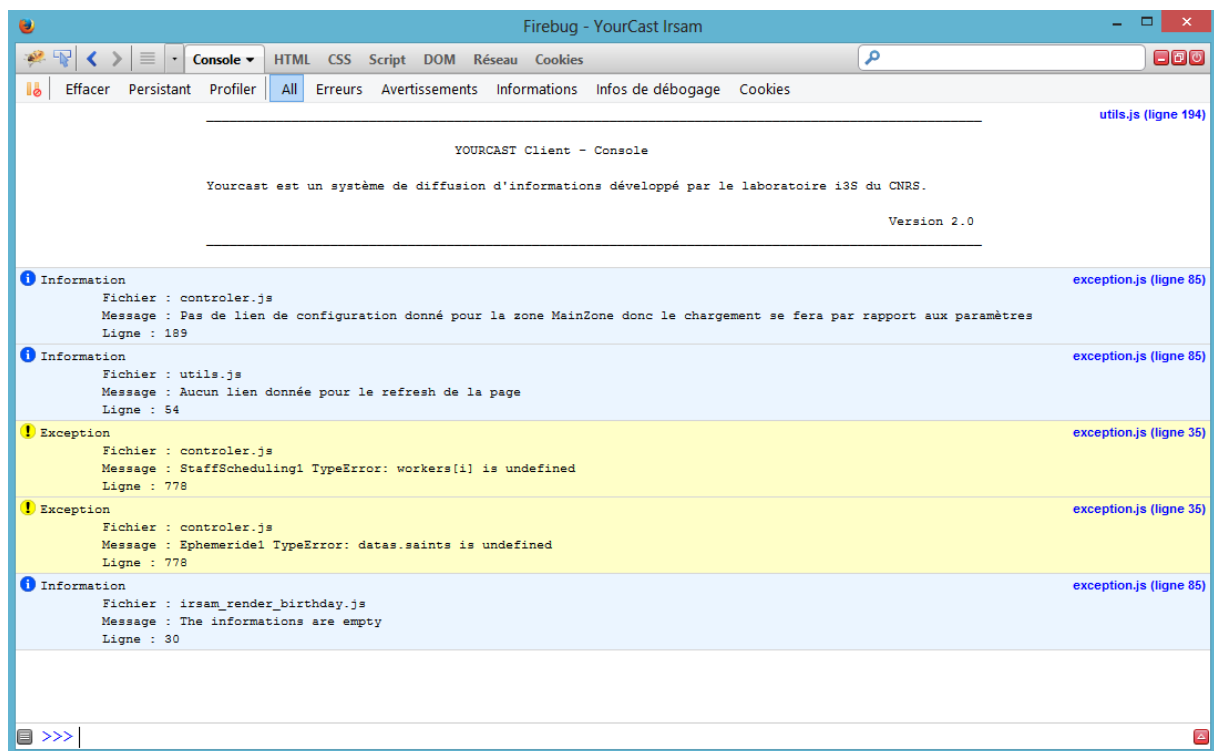 Firebug - YourCast Irsam
Console HTML CSS Script DOM Réseau Cookies
Effacer Persistant Profiler All Erreurs Avertissements Informations Infos de débogage Cookies
utils.js (ligne 194)
YOURCAST Client - Console
Yourcast est un système de diffusion d'informations développé par le laboratoire i3S du CNRS.
Version 2.0
Information exception.js (ligne 85)
Fichier : controler.js
Message : Pas de lien de configuration donné pour la zone MainZone donc le chargement se fera par rapport aux paramètres
Ligne : 189
Information exception.js (ligne 85)
Fichier : utils.js
Message : Aucun lien donnée pour le refresh de la page
Ligne : 54
Exception exception.js (ligne 35)
Fichier : controler.js
Message : StaffScheduling1 TypeError: workers[i] is undefined
Ligne : 778
Exception exception.js (ligne 35)
Fichier : controler.js
Message : Ephemeride1 TypeError: datas.saints is undefined
Ligne : 778
Information exception.js (ligne 85)
Fichier : irsam_render_birthday.js
Message : The informations are empty
Ligne : 30
>>>